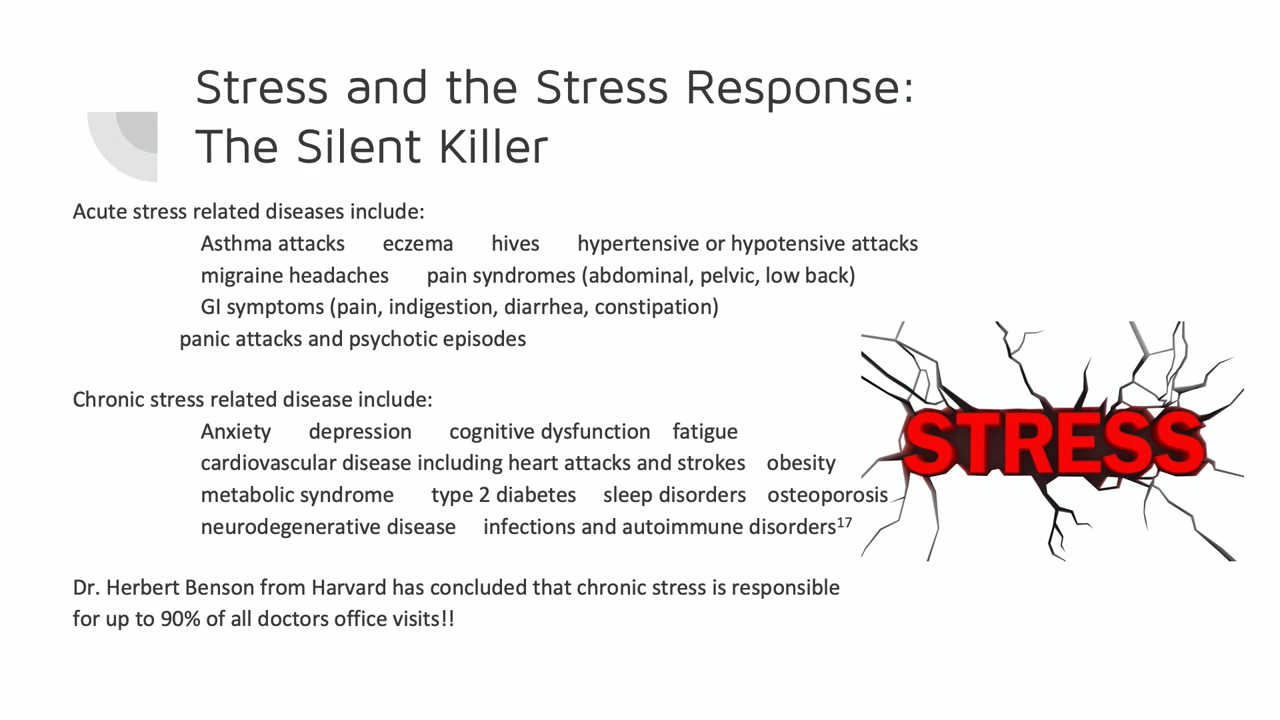 Stress and the Stress Response:
The Silent Killer
Acute stress related diseases include:
Asthma attacks eczema hives hypertensive or hypotensive attacks
migraine headaches pain syndromes (abdominal, pelvic, low back)
GI symptoms (pain, indigestion, diarrhea, constipation)
panic attacks and psychotic episodes
Chronic stress related disease include:
Anxiety depression cognitive dysfunction fatigue
cardiovascular disease including heart attacks and strokes obesity
metabolic syndrome type 2 diabetes sleep disorders osteoporosis
neurodegenerative disease infections and autoimmune disorders¹⁷
STRESS
Dr. Herbert Benson from Harvard has concluded that chronic stress is responsible
for up to 90% of all doctors office visits!!